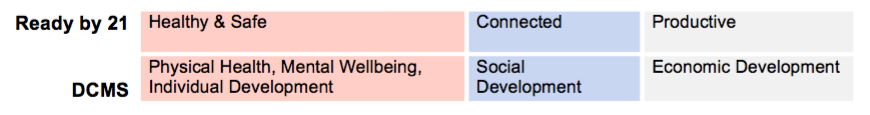 Ready by 21 Healthy & Safe Connected Productive
DCMS Physical Health, Mental Wellbeing, Individual Development Social Development Economic Development